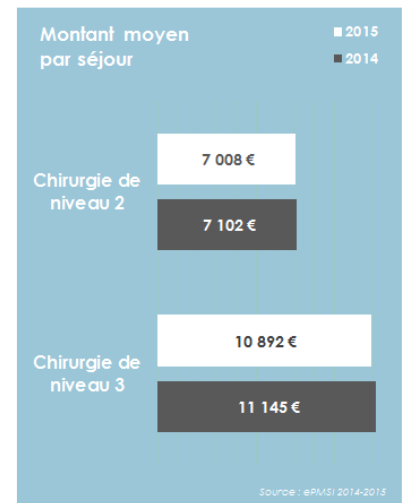 Montant moyen
par séjour
2015
2014
Chirurgie de
niveau 2
7 008 €
7 102 €
Chirurgie de
niveau 3
10 892 €
11 145 €
Source : ePMSI 2014-2015